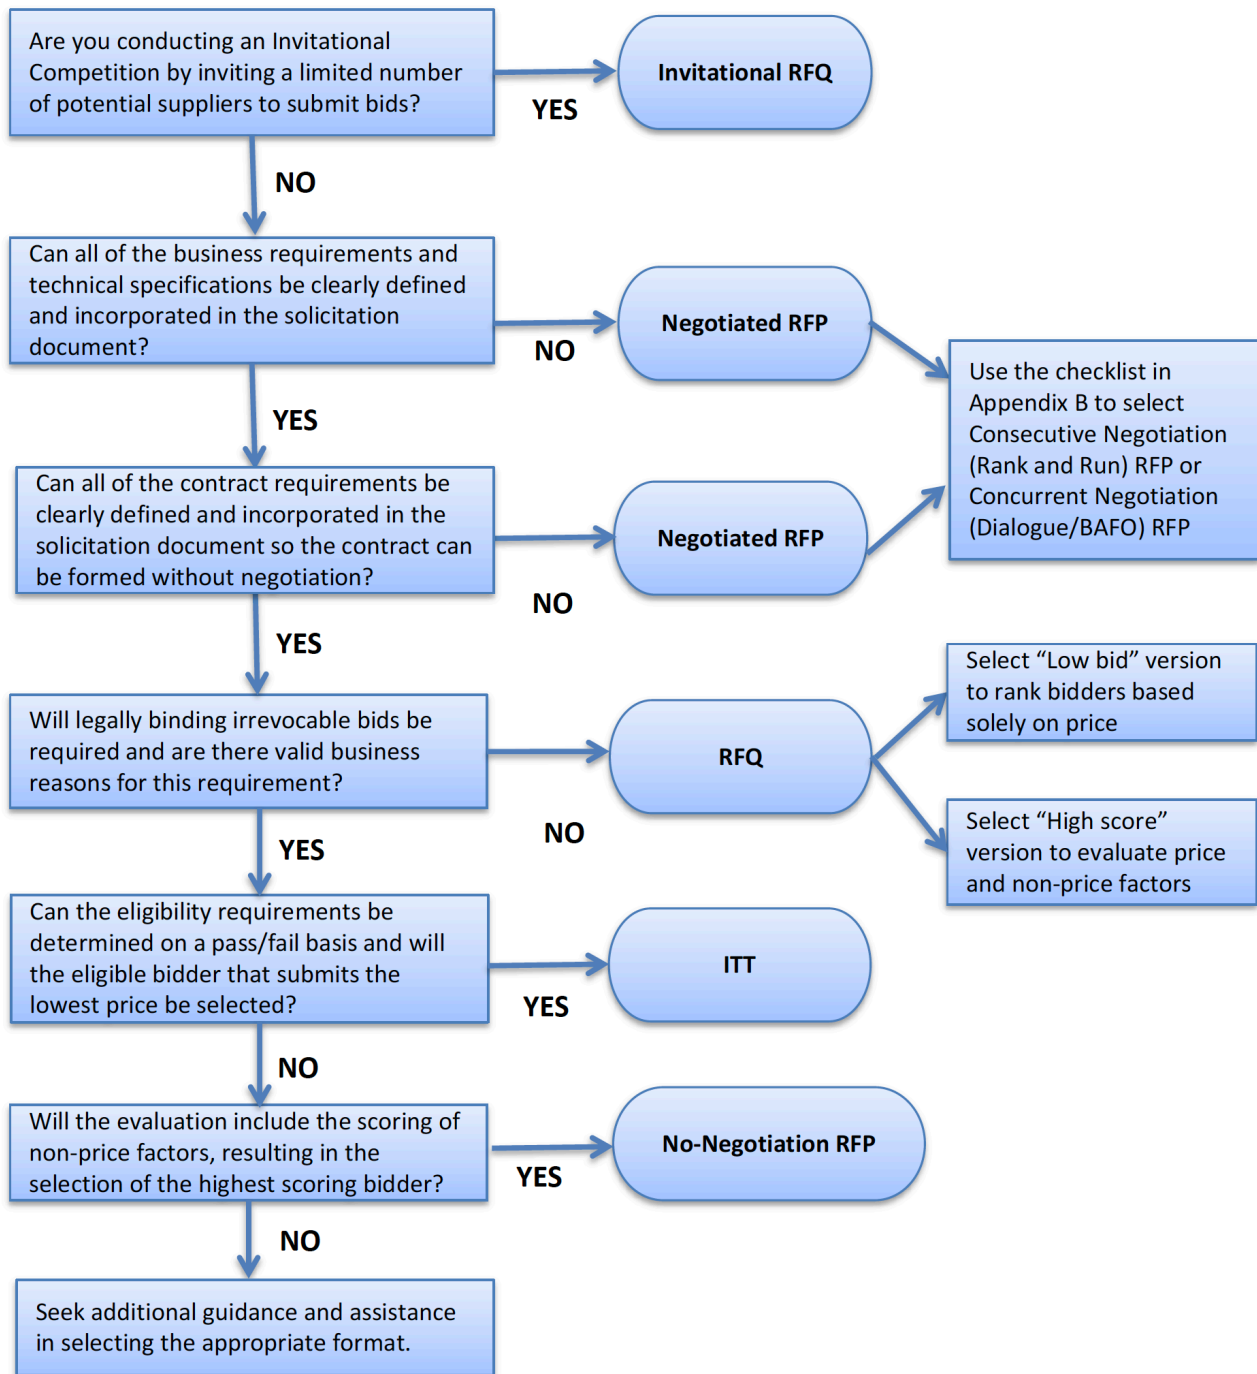 Are you conducting an Invitational
Competition by inviting a limited number
of potential suppliers to submit bids?
YES
Invitational RFQ
NO
Can all of the business requirements and
technical specifications be clearly defined
and incorporated in the solicitation
document?
NO
Negotiated RFP
Use the checklist in
Appendix B to select
Consecutive Negotiation
(Rank and Run) RFP or
Concurrent Negotiation
(Dialogue/BAFO) RFP
YES
Can all of the contract requirements be
clearly defined and incorporated in the
solicitation document so the contract can
be formed without negotiation?
NO
Negotiated RFP
YES
Will legally binding irrevocable bids be
required and are there valid business
reasons for this requirement?
NO
RFQ
Select “Low bid” version
to rank bidders based
solely on price
Select “High score”
version to evaluate price
and non-price factors
YES
Can the eligibility requirements be
determined on a pass/fail basis and will
the eligible bidder that submits the
lowest price be selected?
YES
ITT
NO
Will the evaluation include the scoring of
non-price factors, resulting in the
selection of the highest scoring bidder?
YES
No-Negotiation RFP
NO
Seek additional guidance and assistance
in selecting the appropriate format.